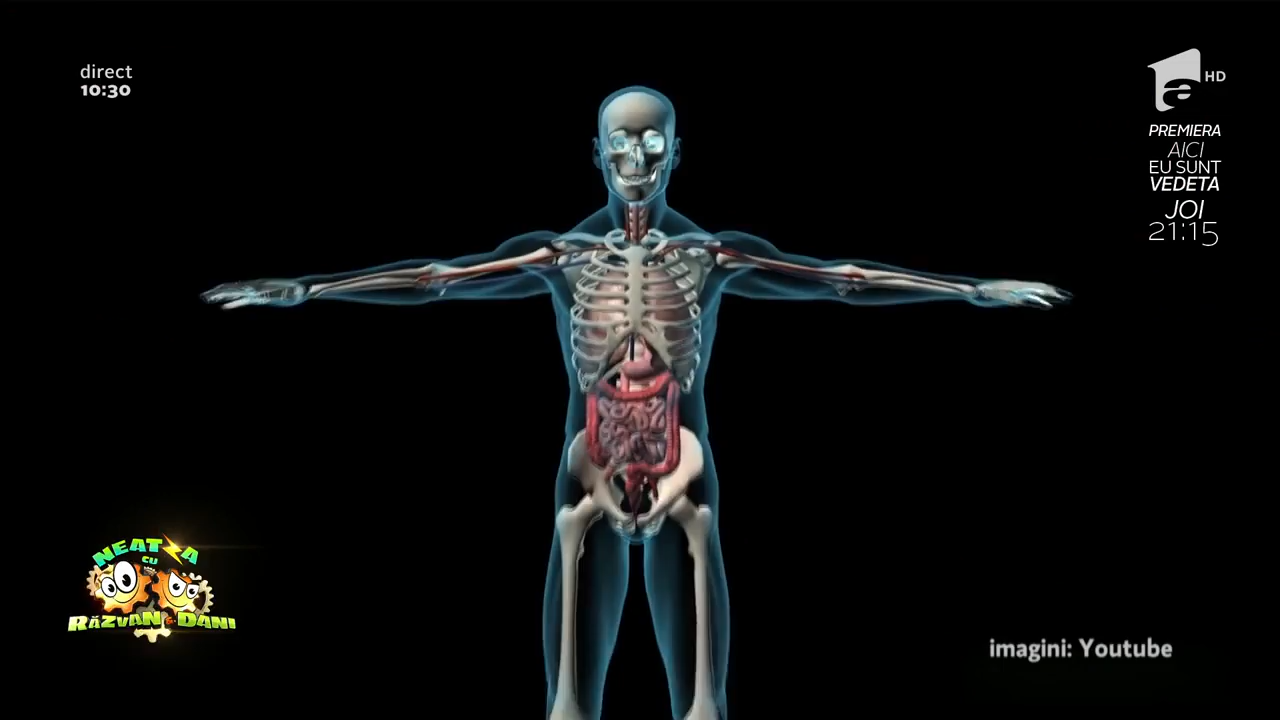 direct
10:30
a HD
PREMIERA
AICI
EU SUNT
VEDETA
JOI
21:15
NEATZA
CU
RĂZVAN & DANI
imagini: Youtube